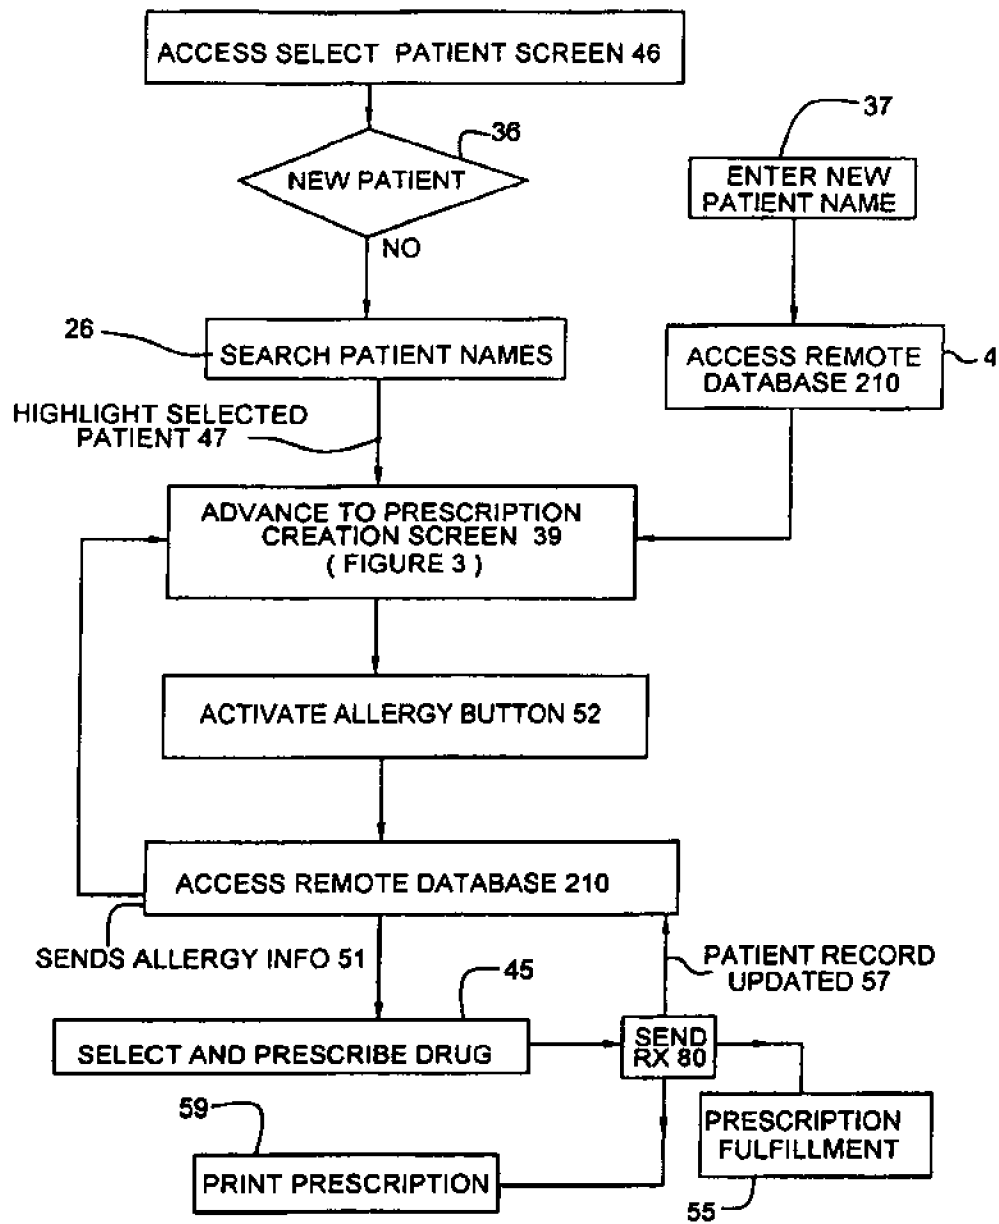 ACCESS SELECT PATIENT SCREEN 46
36
NEW PATIENT
NO
37
ENTER NEW
PATIENT NAME
26
SEARCH PATIENT NAMES
ACCESS REMOTE
DATABASE 210
4
HIGHLIGHT SELECTED
PATIENT 47
ADVANCE TO PRESCRIPTION
CREATION SCREEN 39
( FIGURE 3 )
ACTIVATE ALLERGY BUTTON 52
ACCESS REMOTE DATABASE 210
SENDS ALLERGY INFO 51
PATIENT RECORD
UPDATED 57
45
SELECT AND PRESCRIBE DRUG
SEND
RX 80
59
PRINT PRESCRIPTION
PRESCRIPTION
FULFILLMENT
55